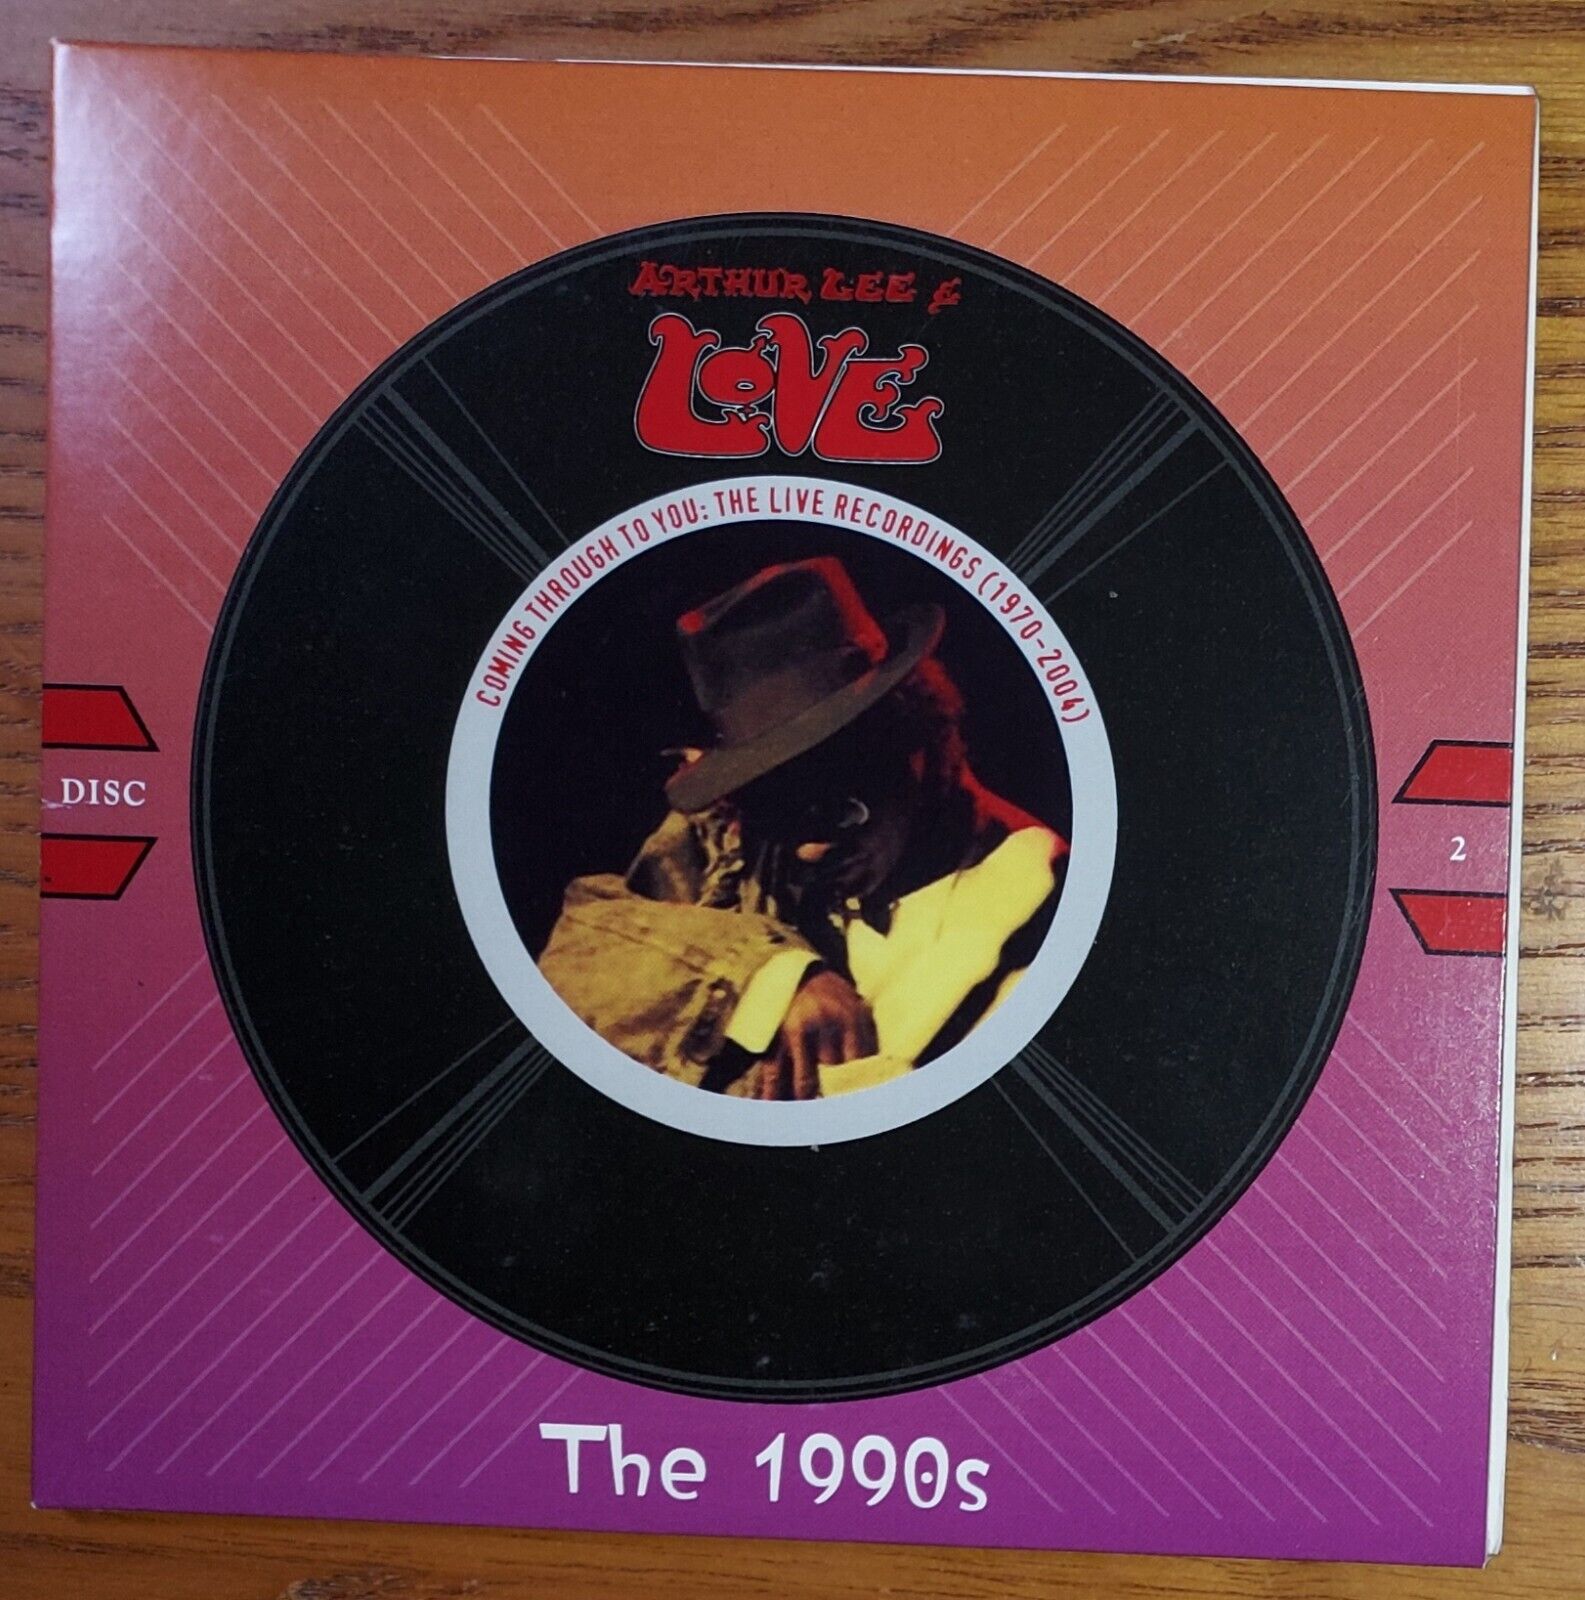 ARTHUR LEE &
LOVE
COMING THROUGH TO YOU: THE LIVE RECORDINGS (1970-2004)
DISC
2
The 1990s